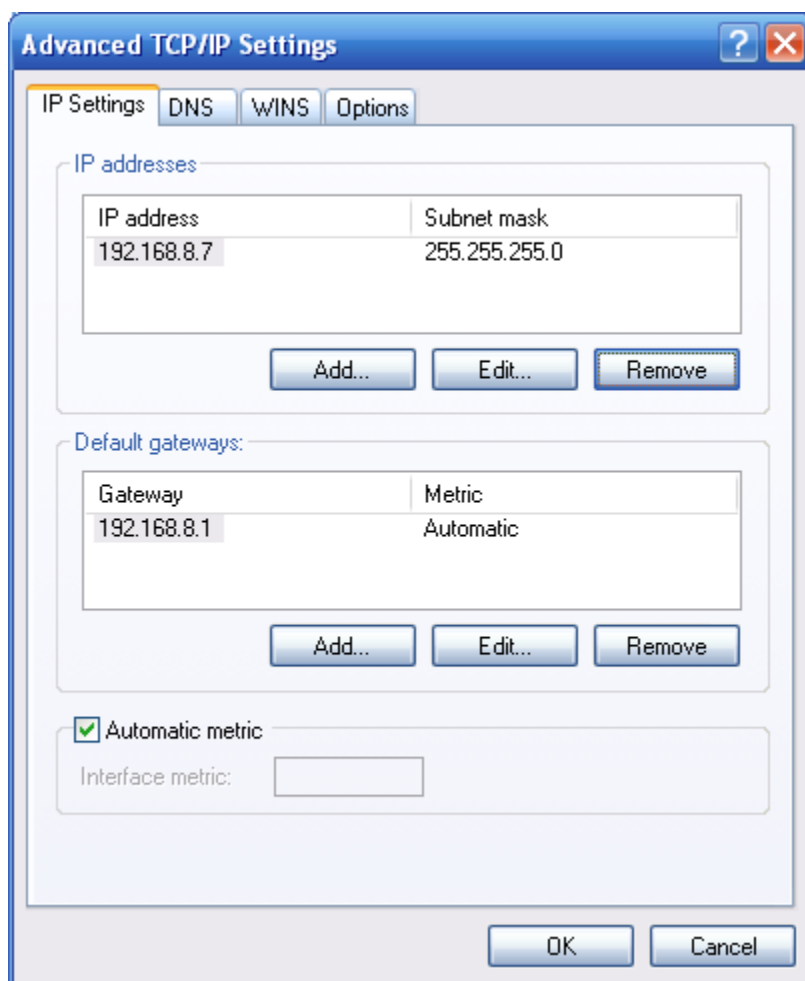 Advanced TCP/IP Settings
IP Settings DNS WINS Options
IP addresses
IP address Subnet mask
192.168.8.7 255.255.255.0
Add... Edit... Remove
Default gateways:
Gateway Metric
192.168.8.1 Automatic
Add... Edit... Remove
Automatic metric
Interface metric:
OK Cancel